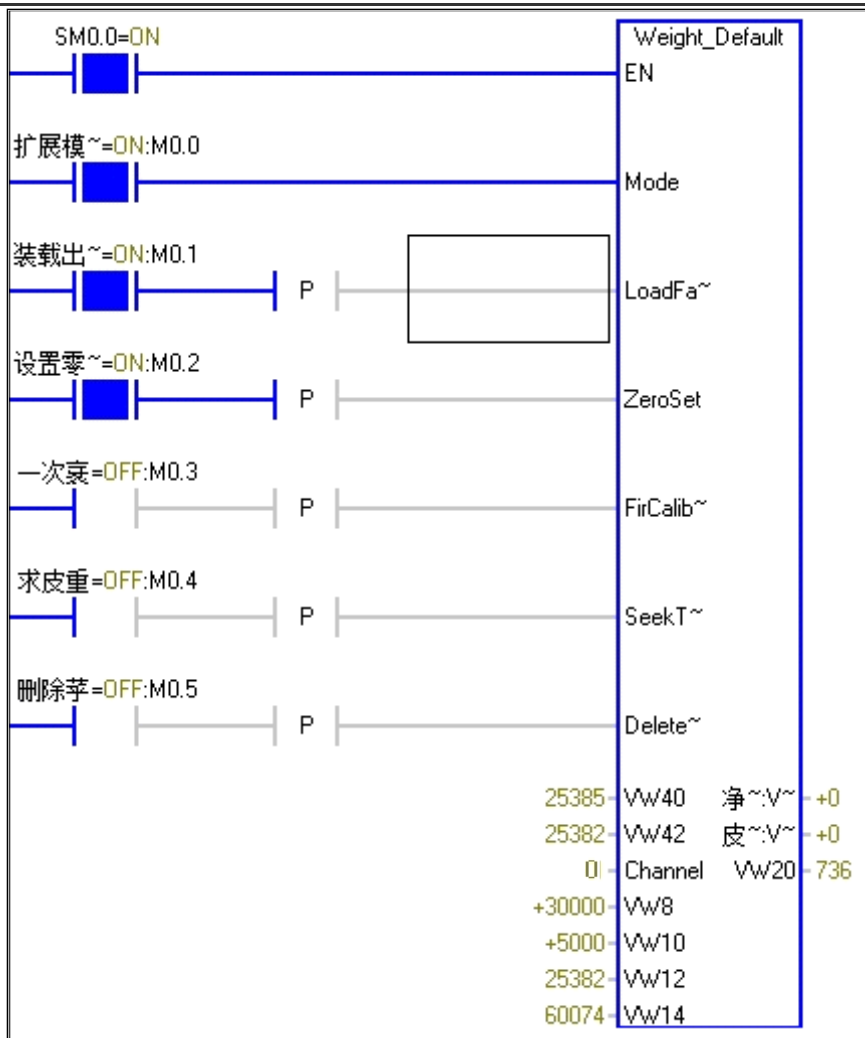 SM0.0=ON
Weight_Default
EN
扩展模~=ON:M0.0
Mode
装载出~=ON:M0.1
P
LoadFa~
设置零~=ON:M0.2
P
ZeroSet
一次衰=OFF:M0.3
P
FirCalib~
求皮重=OFF:M0.4
P
SeekT~
删除荸=OFF:M0.5
P
Delete~
25385 VW40 净~:V~ +0
25382 VW42 皮~:V~ +0
0 Channel VW20 736
+30000 VW8
+5000 VW10
25382 VW12
60074 VW14